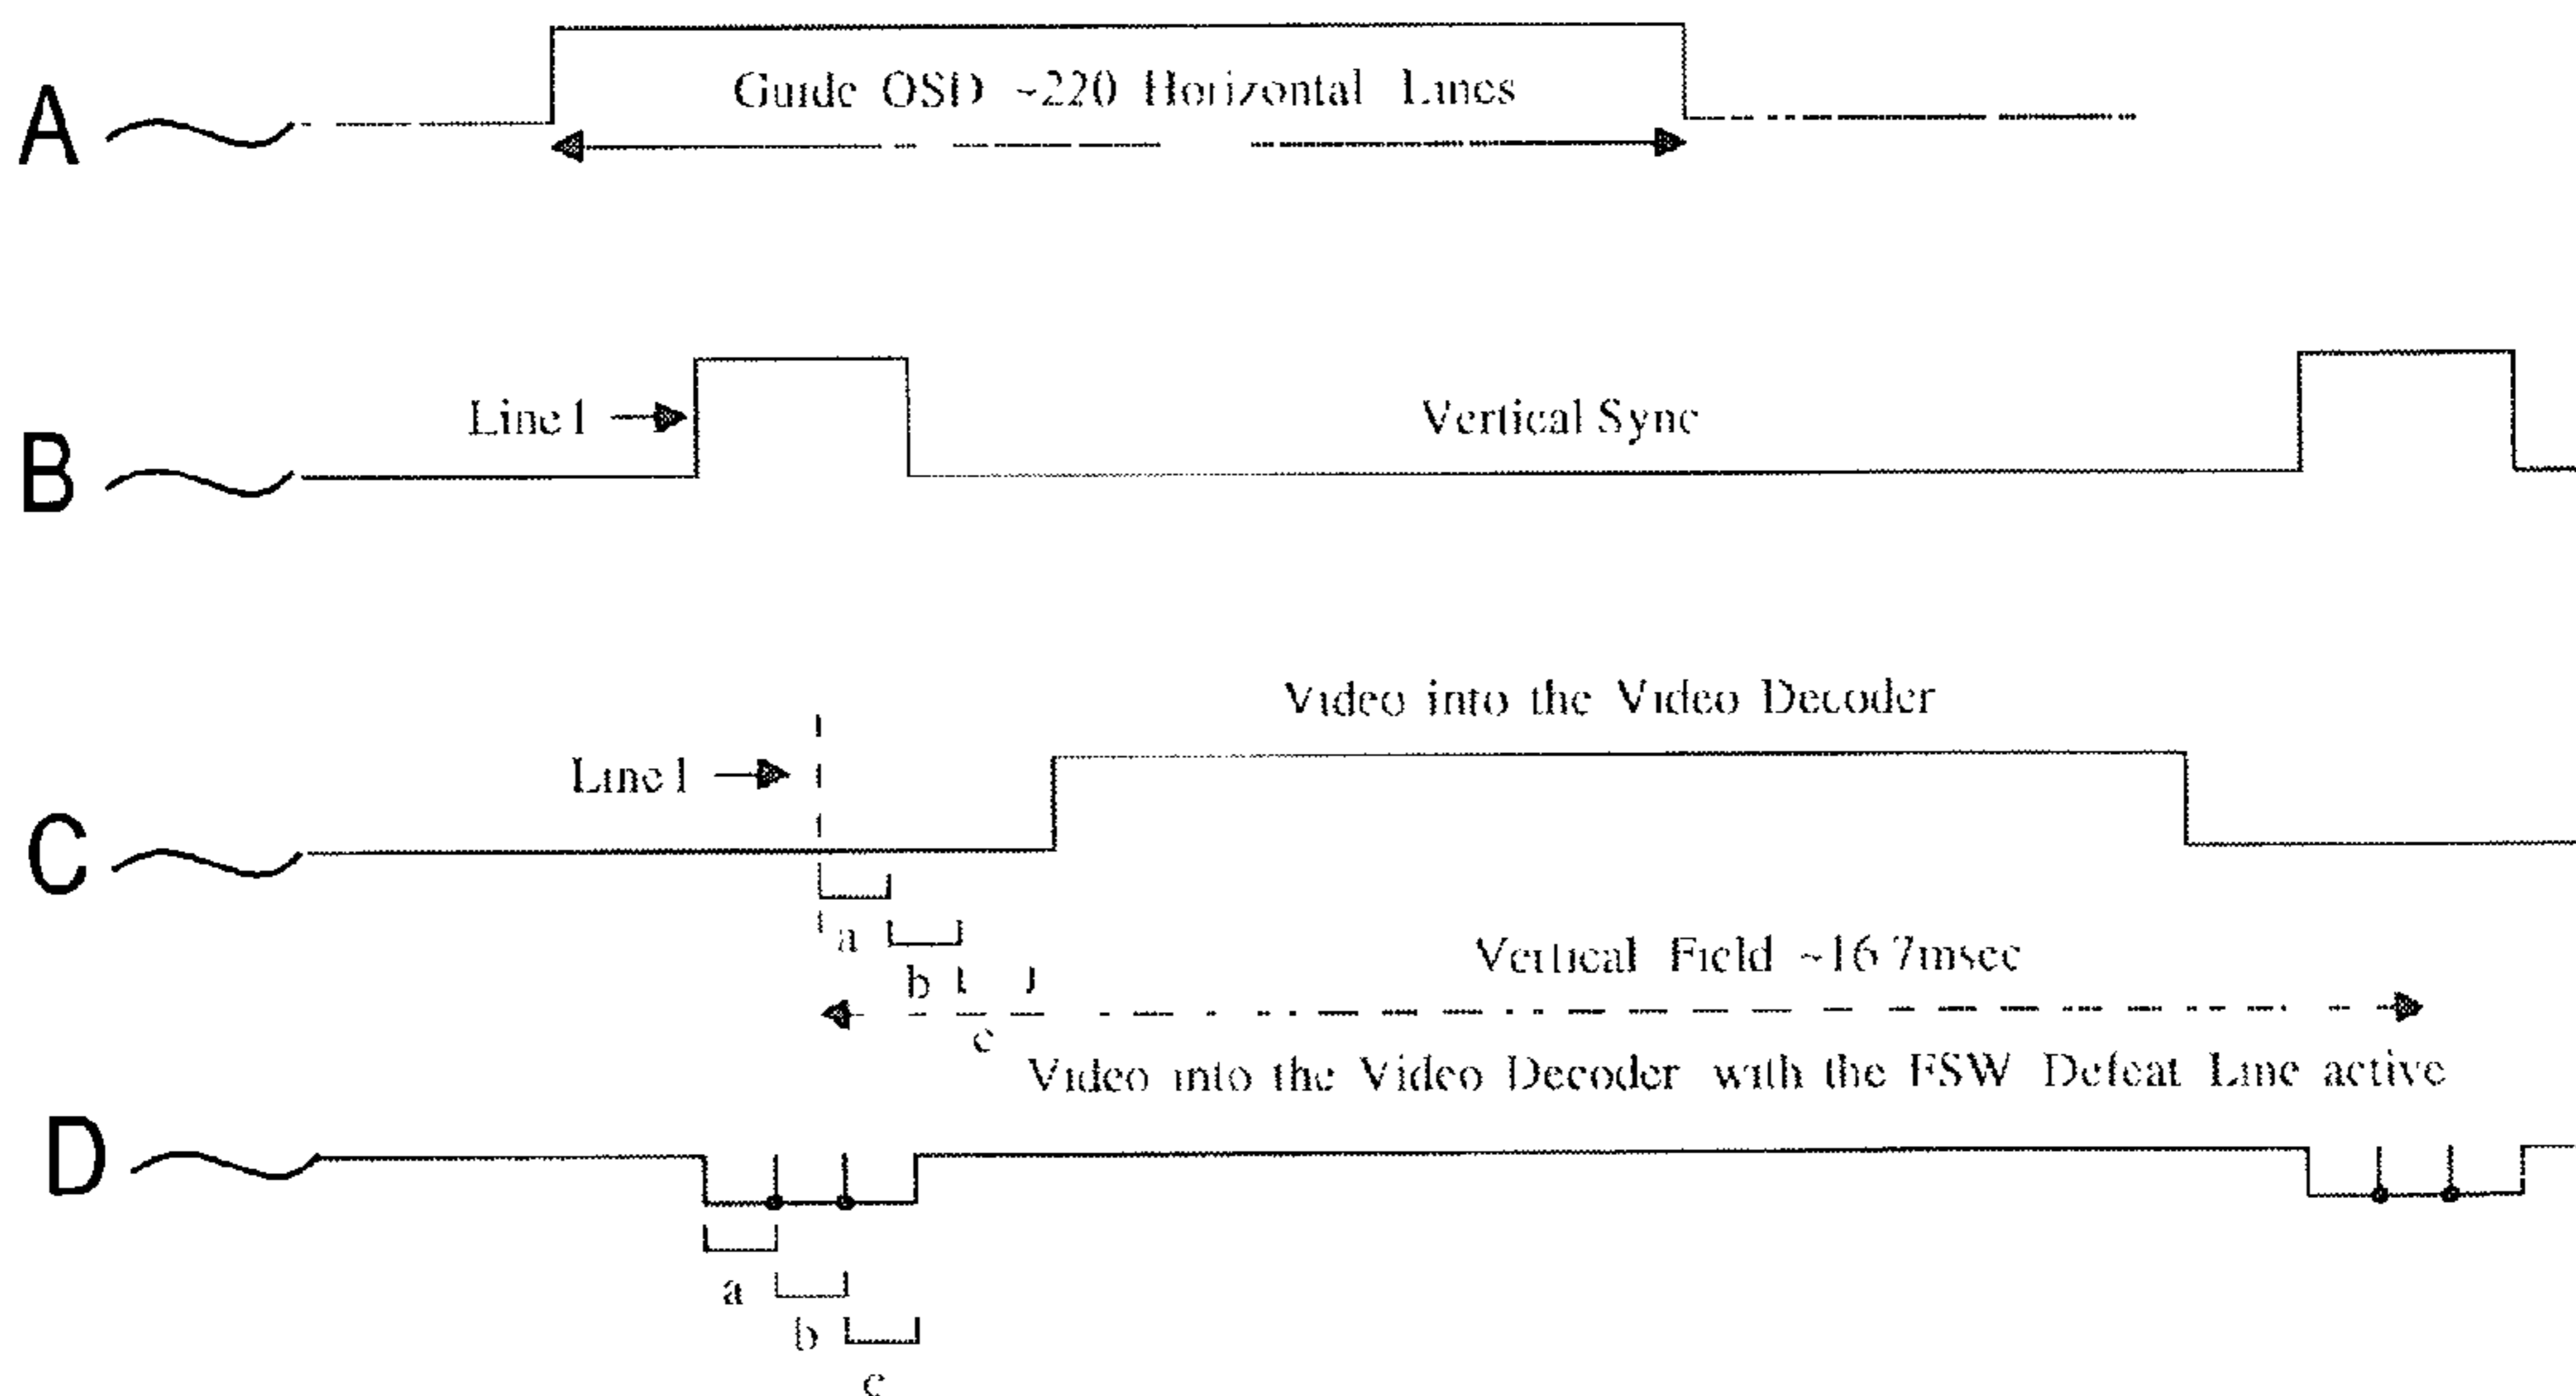 A
Guide OSD ~220 Horizontal Lines
B
Line 1
Vertical Sync
Video into the Video Decoder
Line 1
C
a
b
c
Vertical Field ~16 7msec
Video into the Video Decoder with the FSW Defeat Line active
D
a
b
c